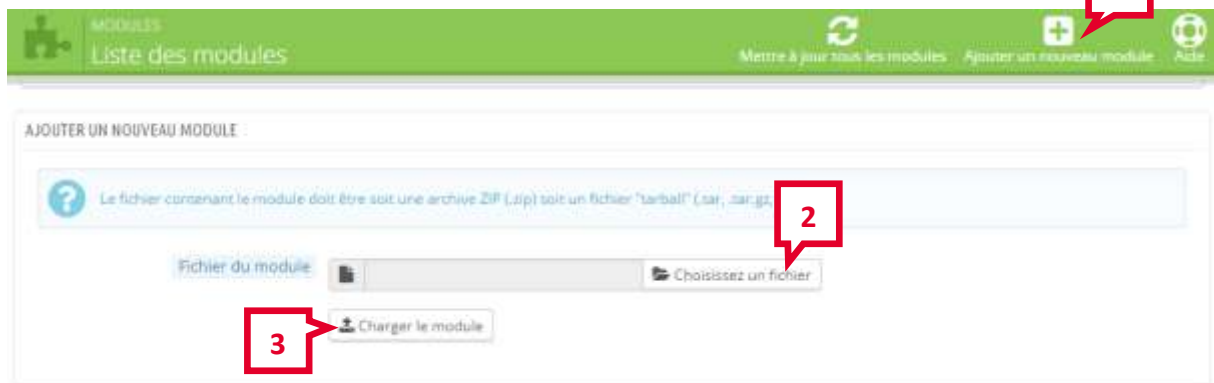 MODULES
Liste des modules
Mettre à jour tous les modules
Ajouter un nouveau module
Aide
AJOUTER UN NOUVEAU MODULE
Le fichier contenant le module doit être soit une archive ZIP (.zip) soit un fichier "tarball" (.tar, .tar.gz,
2
Fichier du module
Choisissez un fichier
Charger le module
3